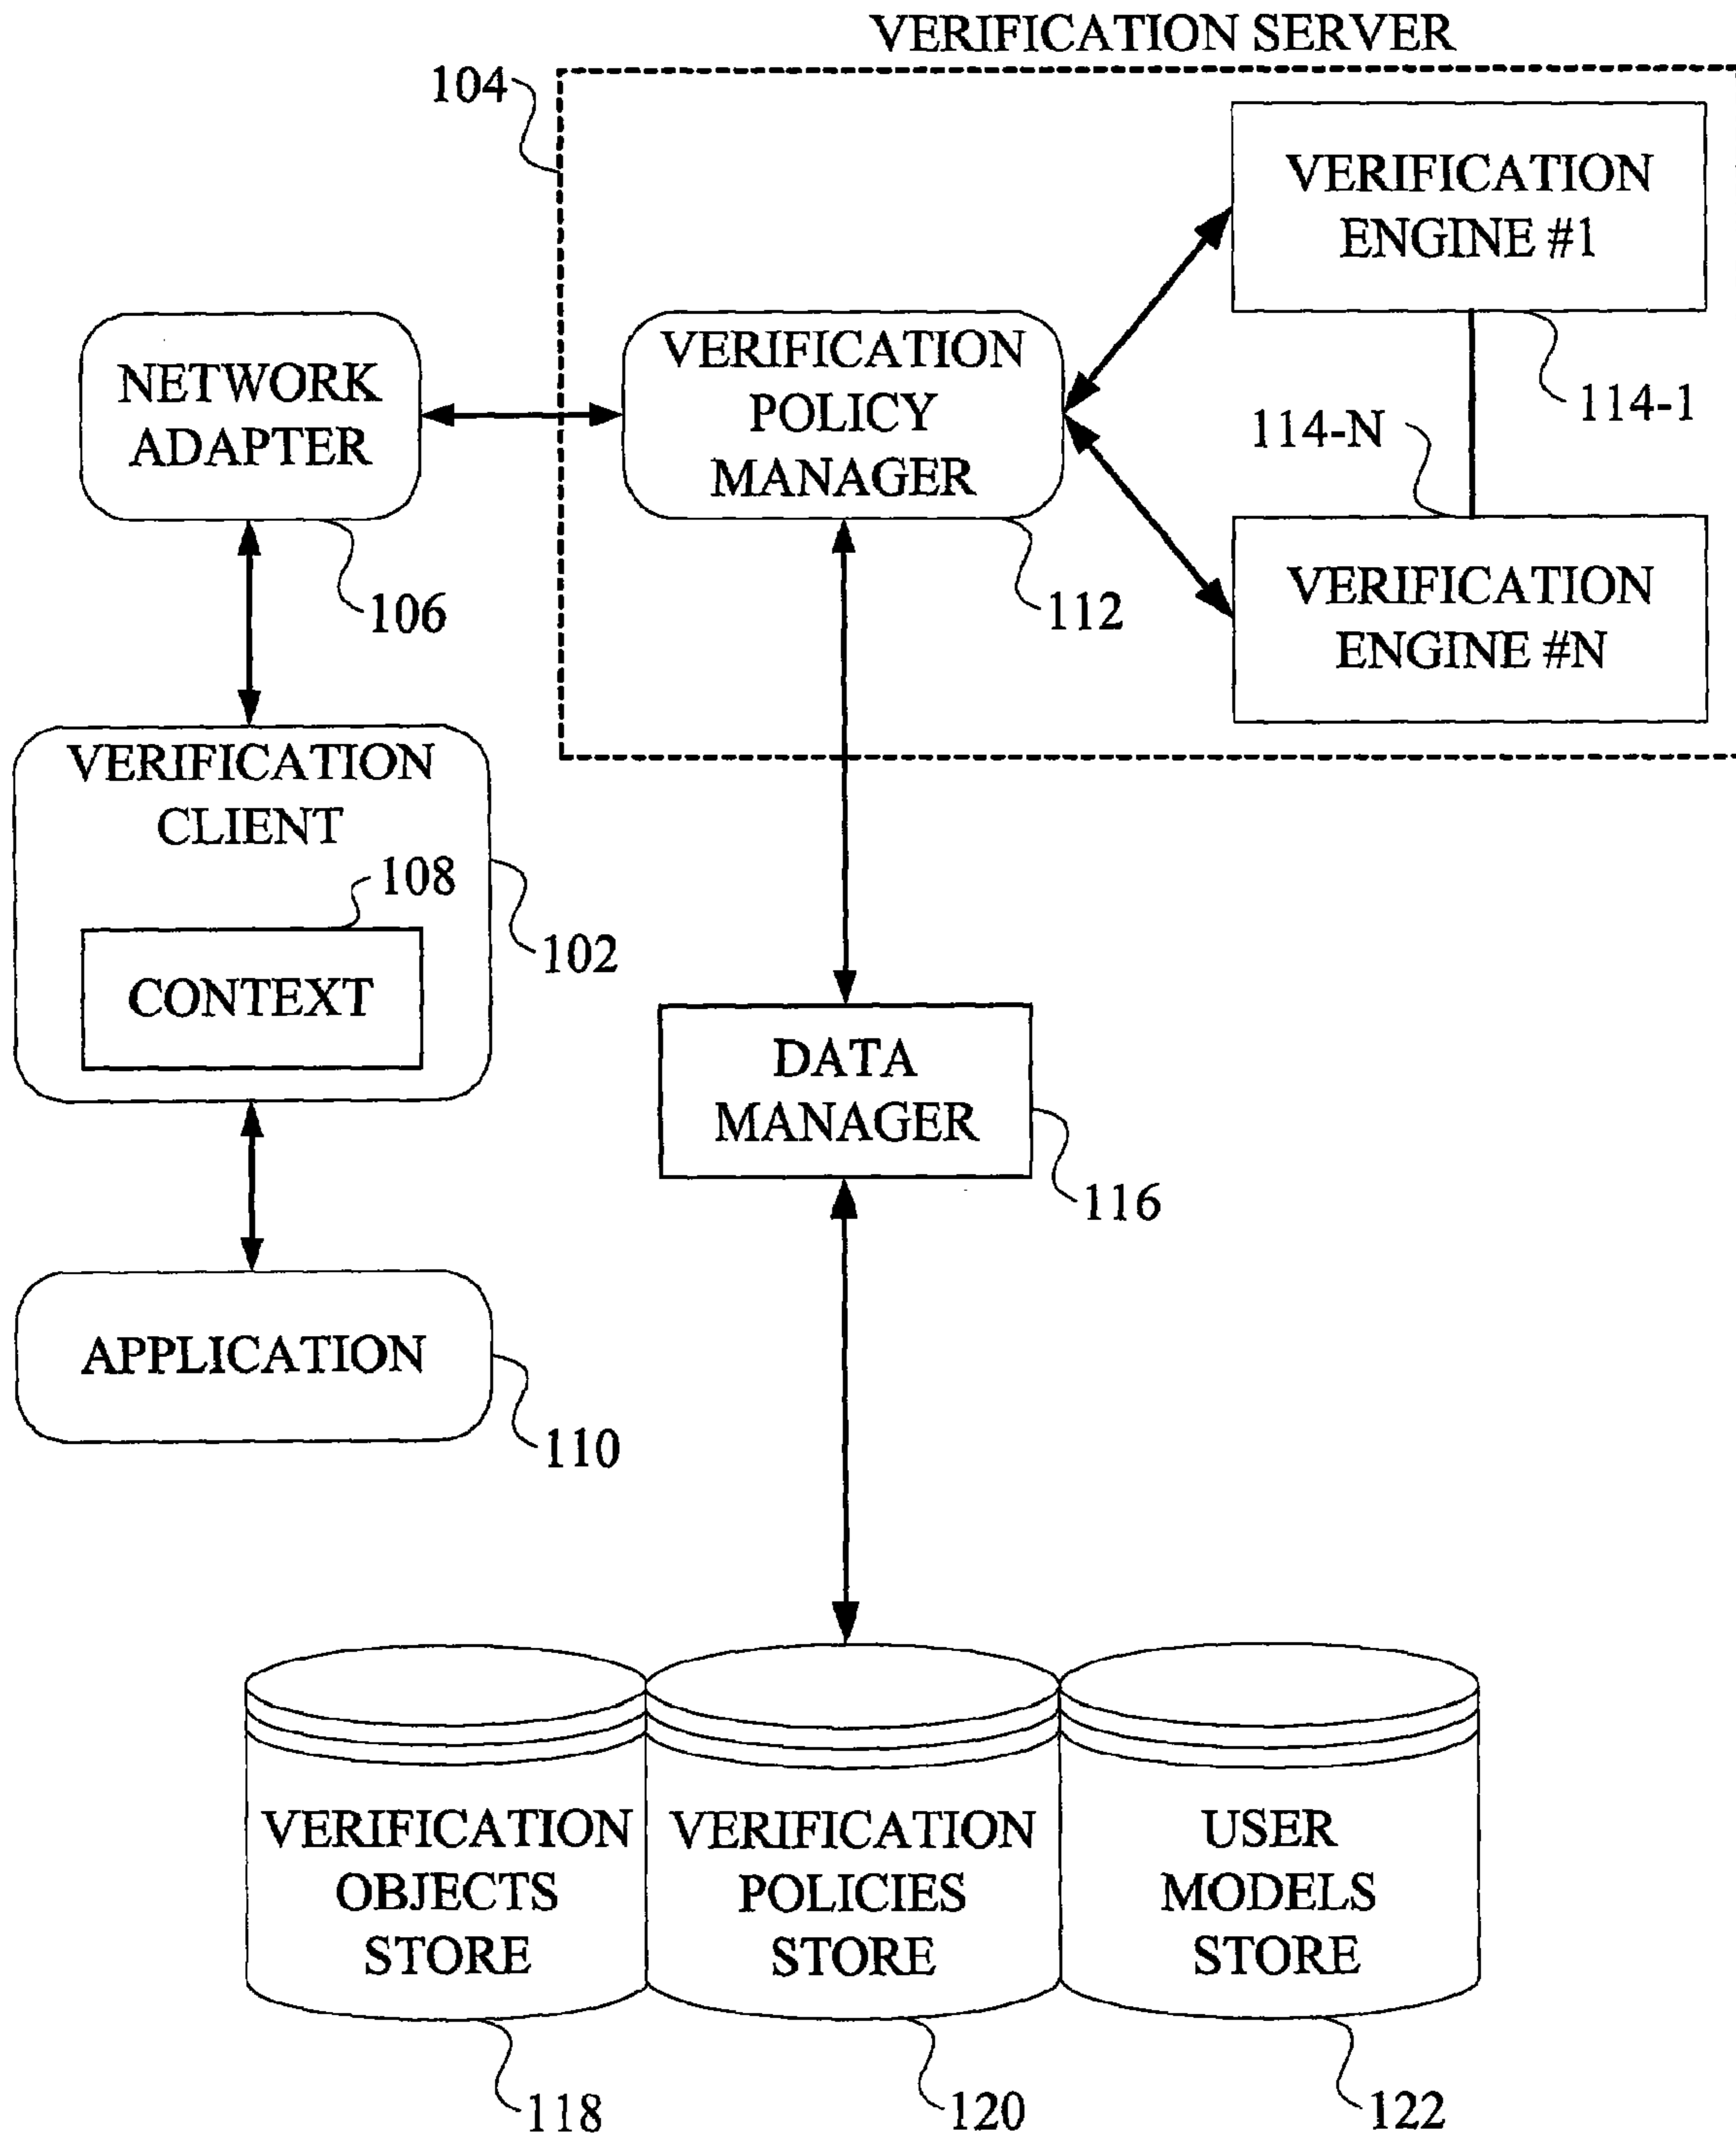 VERIFICATION SERVER
104
VERIFICATION
ENGINE #1
114-1
NETWORK
ADAPTER
106
VERIFICATION
POLICY
MANAGER
112
114-N
VERIFICATION
ENGINE #N
VERIFICATION
CLIENT
108
CONTEXT
102
DATA
MANAGER
116
APPLICATION
110
VERIFICATION
OBJECTS
STORE
118
VERIFICATION
POLICIES
STORE
120
USER
MODELS
STORE
122